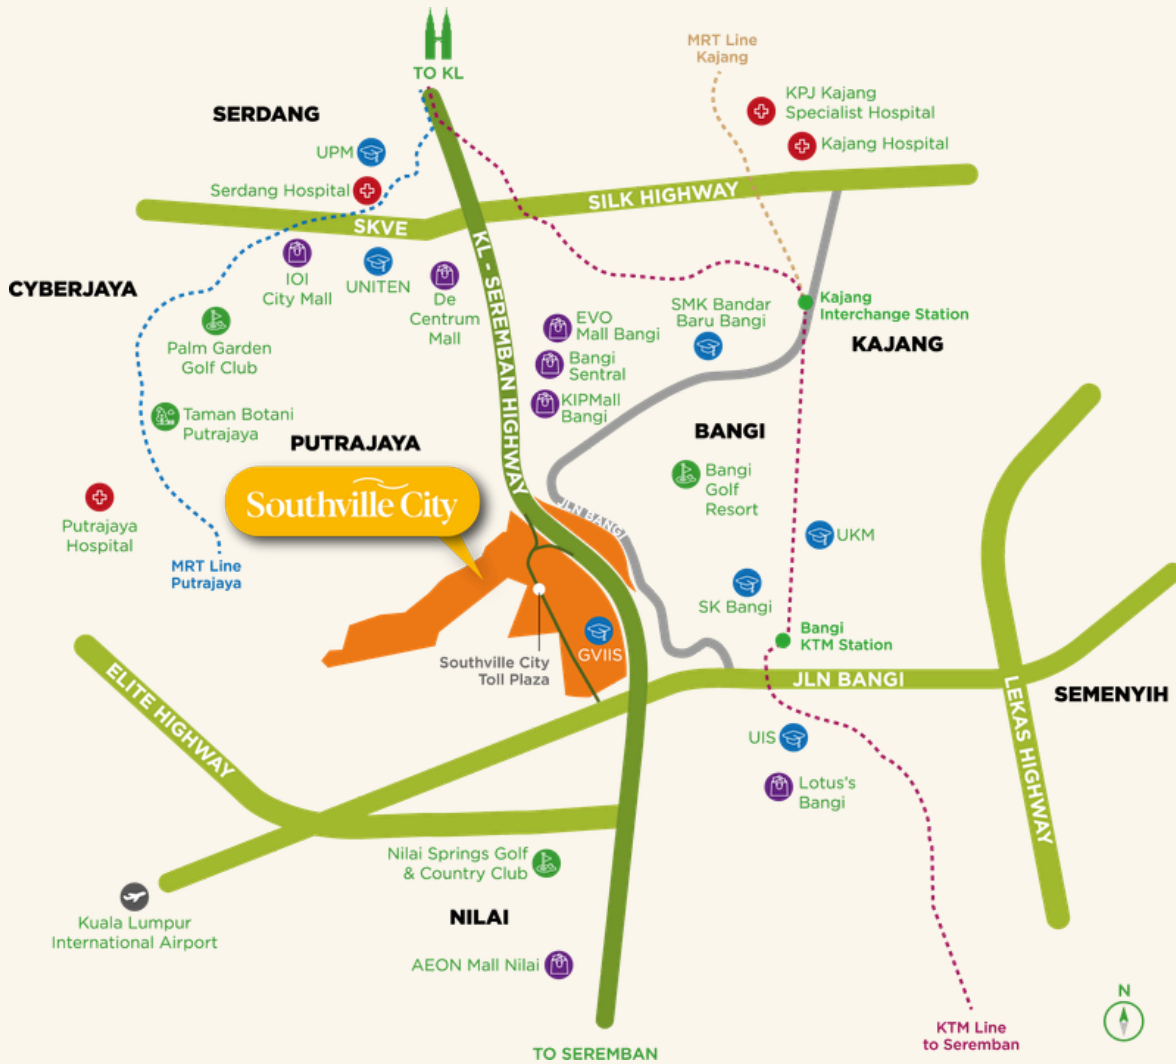 TO KL
MRT Line
Kajang
KPJ Kajang
Specialist Hospital
Kajang Hospital
SERDANG
UPM
Serdang Hospital
SILK HIGHWAY
SKVE
KL - SEREMBAN HIGHWAY
CYBERJAYA
IOI
City Mall
UNITEN
De
Centrum
Mall
SMK Bandar
Baru Bangi
Kajang
Interchange Station
EVO
Mall Bangi
KAJANG
Palm Garden
Golf Club
Bangi
Sentral
KIPMall
Bangi
Taman Botani
Putrajaya
PUTRAJAYA
BANGI
Southville City
Bangi
Golf
Resort
JLN BANGI
Putrajaya
Hospital
UKM
MRT Line
Putrajaya
SK Bangi
GVIIS
Bangi
KTM Station
Southville City
Toll Plaza
JLN BANGI
SEMENYIH
ELITE HIGHWAY
LEKAS HIGHWAY
UIS
Lotus's
Bangi
Nilai Springs Golf
& Country Club
Kuala Lumpur
International Airport
NILAI
AEON Mall Nilai
N
KTM Line
to Seremban
TO SEREMBAN